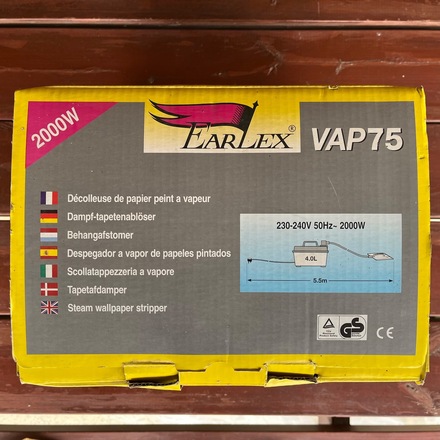 2000W
EARLEX®
VAP75
Décolleuse de papier peint a vapeur
Dampf-tapetenablöser
Behangafstomer
Despegador a vapor de papeles pintados
Scollatappezzeria a vapore
Tapetafdamper
Steam wallpaper stripper
230-240V 50Hz~ 2000W
4.0L
5.5m
GS
CE